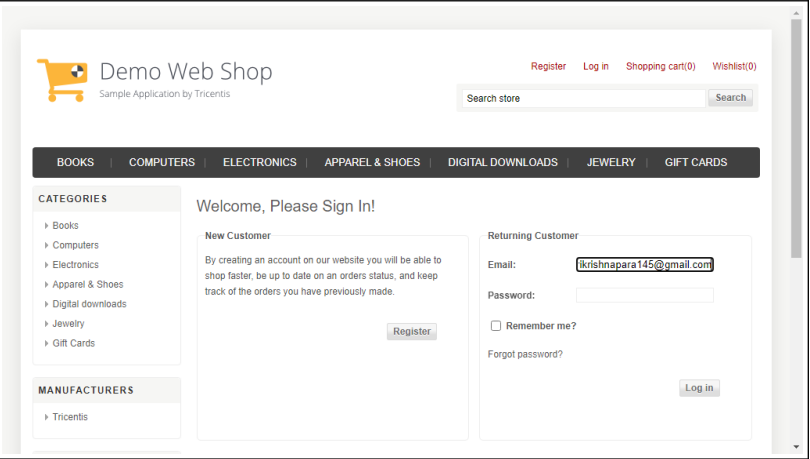 Demo Web Shop
Sample Application by Tricentis
Register Log in Shopping cart(0) Wishlist(0)
Search store Search
BOOKS COMPUTERS ELECTRONICS APPAREL & SHOES DIGITAL DOWNLOADS JEWELRY GIFT CARDS
CATEGORIES
Books
Computers
Electronics
Apparel & Shoes
Digital downloads
Jewelry
Gift Cards
MANUFACTURERS
Tricentis
Welcome, Please Sign In!
New Customer
By creating an account on our website you will be able to
shop faster, be up to date on an orders status, and keep
track of the orders you have previously made.
Register
Returning Customer
Email: rikrishnapara145@gmail.com
Password:
Remember me?
Forgot password?
Log in